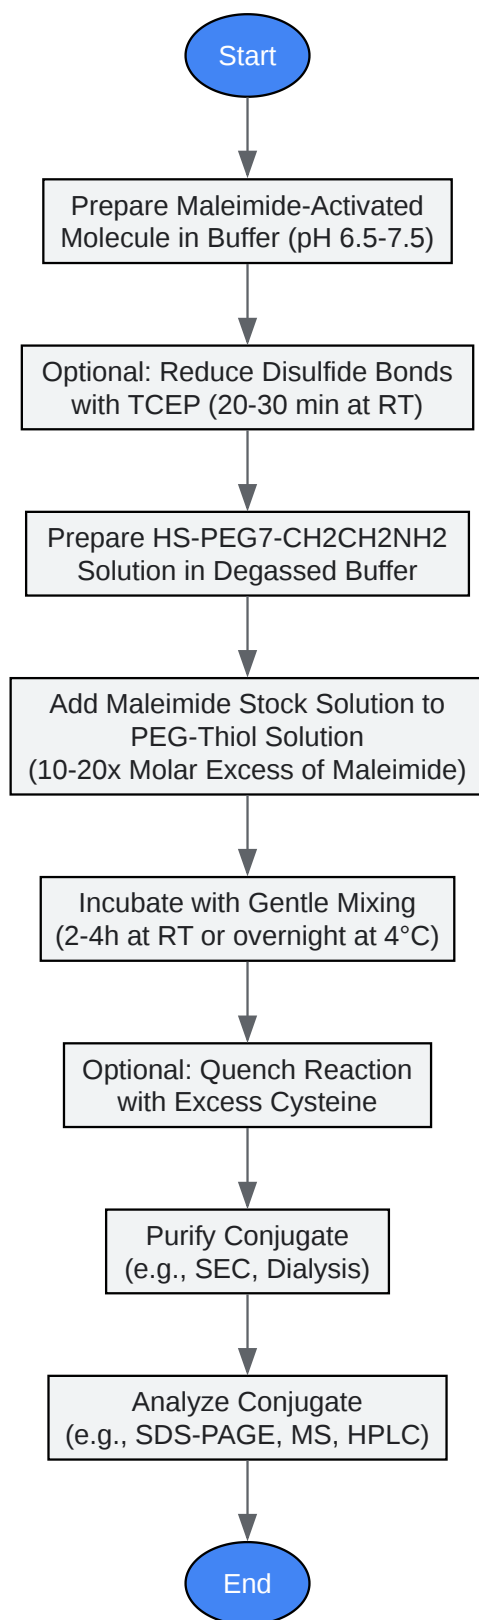 Start
Prepare Maleimide-Activated
Molecule in Buffer (pH 6.5-7.5)
Optional: Reduce Disulfide Bonds
with TCEP (20-30 min at RT)
Prepare HS-PEG7-CH2CH2NH2
Solution in Degassed Buffer
Add Maleimide Stock Solution to
PEG-Thiol Solution
(10-20x Molar Excess of Maleimide)
Incubate with Gentle Mixing
(2-4h at RT or overnight at 4°C)
Optional: Quench Reaction
with Excess Cysteine
Purify Conjugate
(e.g., SEC, Dialysis)
Analyze Conjugate
(e.g., SDS-PAGE, MS, HPLC)
End